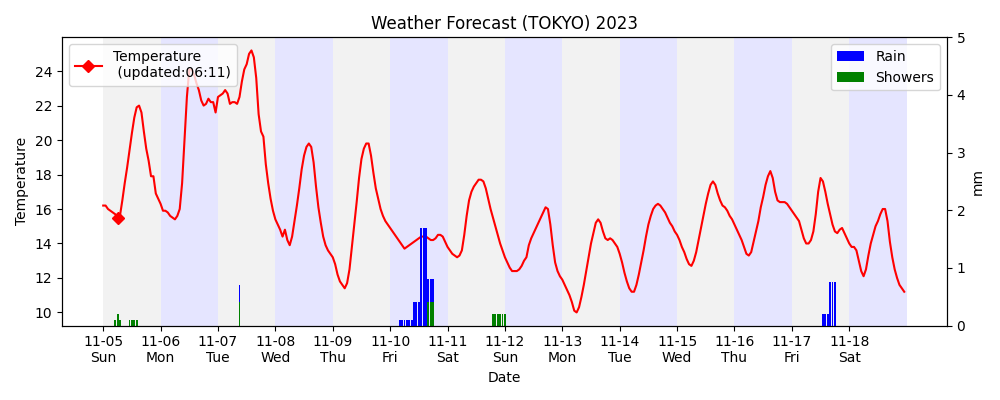 Weather Forecast (TOKYO) 2023
Temperature
(updated:06:11)
Rain
Showers
Temperature
24
22
20
18
16
14
12
10
5
4
3
2
1
0
mm
11-05 11-06 11-07 11-08 11-09 11-10 11-11 11-12 11-13 11-14 11-15 11-16 11-17 11-18
Sun Mon Tue Wed Thu Fri Sat Sun Mon Tue Wed Thu Fri Sat
Date